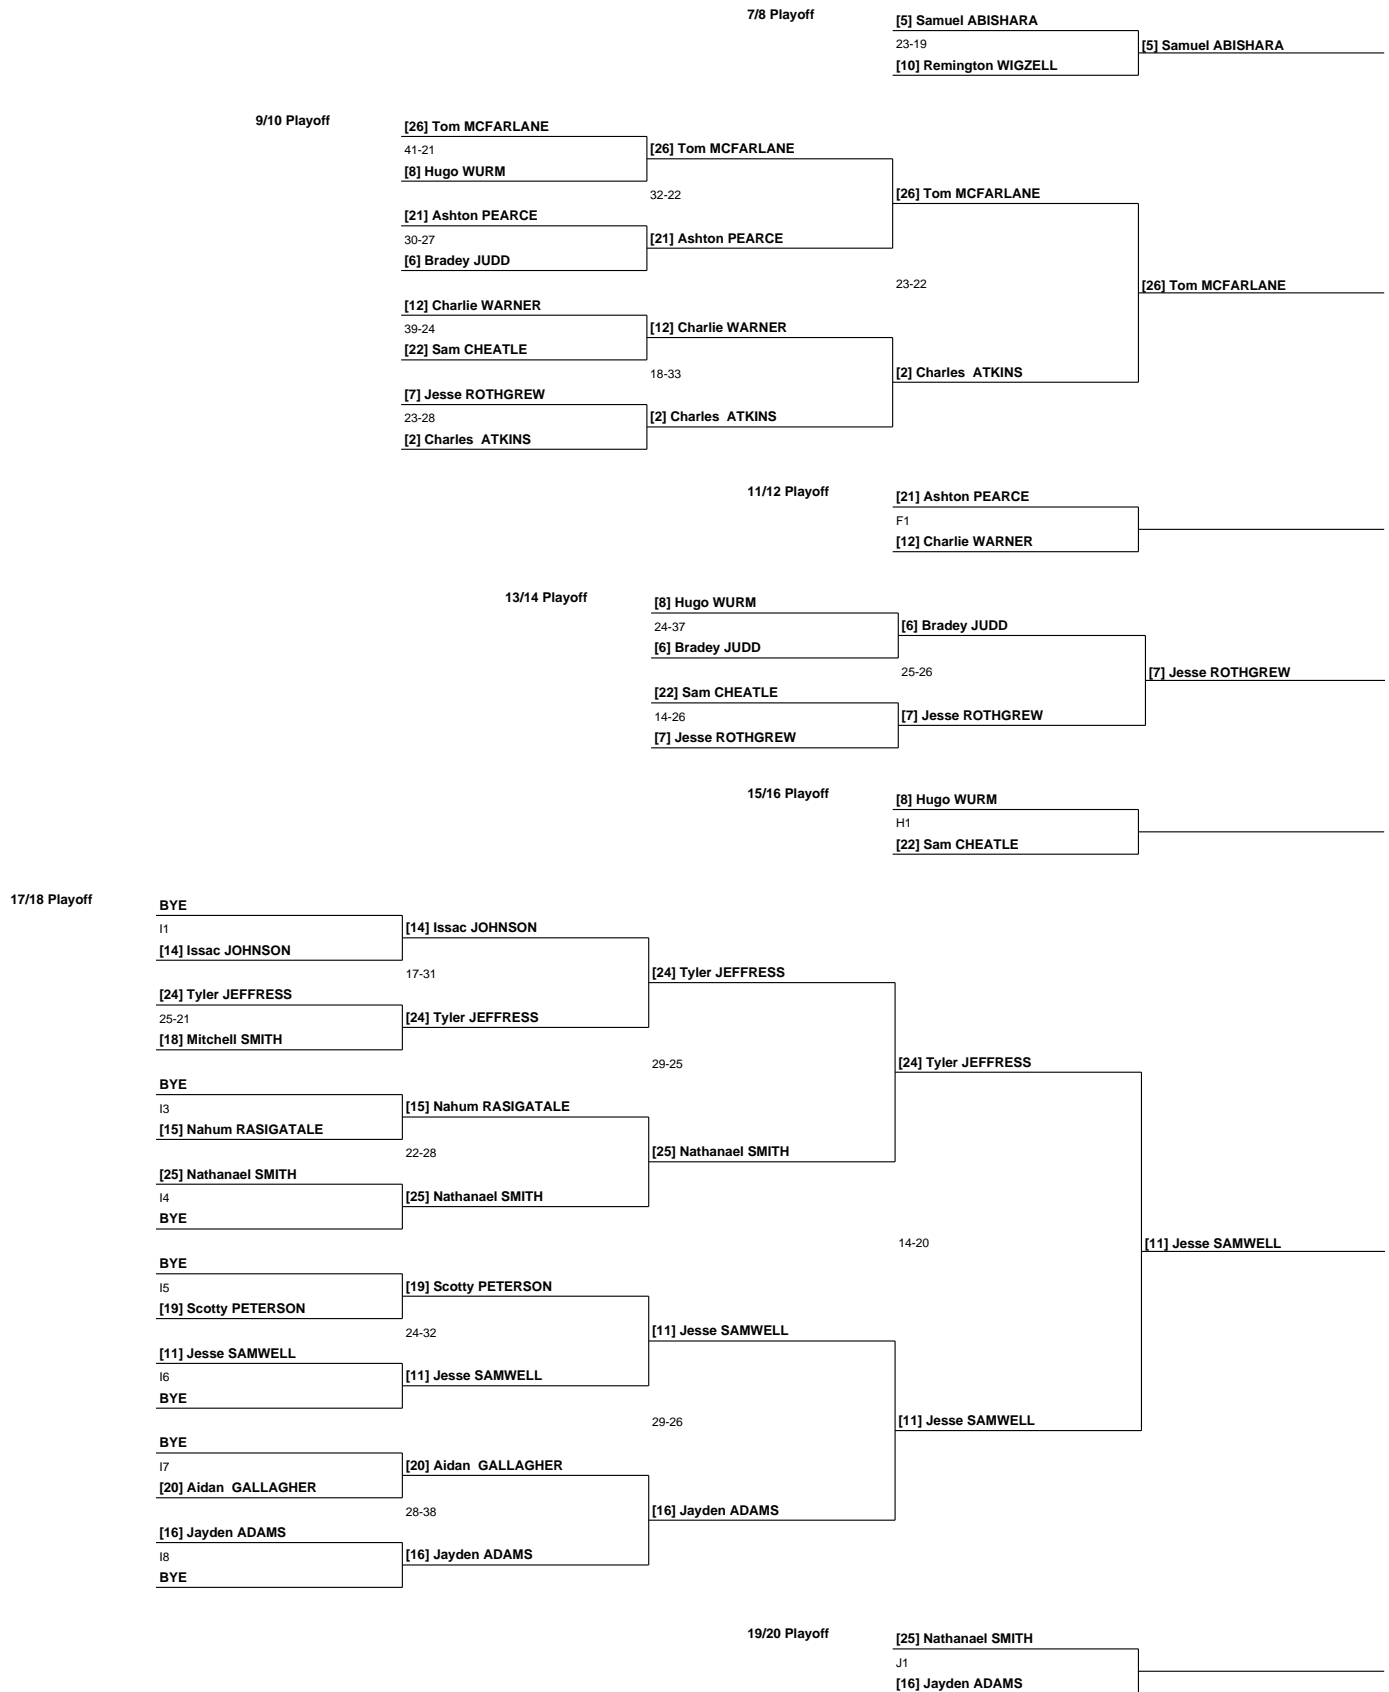 7/8 Playoff
[5] Samuel ABISHARA
23-19
[5] Samuel ABISHARA
[10] Remington WIGZELL
9/10 Playoff
[26] Tom MCFARLANE
41-21
[26] Tom MCFARLANE
[8] Hugo WURM
32-22
[26] Tom MCFARLANE
[21] Ashton PEARCE
30-27
[21] Ashton PEARCE
[6] Bradey JUDD
23-22
[26] Tom MCFARLANE
[12] Charlie WARNER
39-24
[12] Charlie WARNER
[22] Sam CHEATLE
18-33
[2] Charles  ATKINS
[7] Jesse ROTHGREW
23-28
[2] Charles  ATKINS
[2] Charles  ATKINS
11/12 Playoff
[21] Ashton PEARCE
F1
[12] Charlie WARNER
13/14 Playoff
[8] Hugo WURM
24-37
[6] Bradey JUDD
[6] Bradey JUDD
25-26
[7] Jesse ROTHGREW
[22] Sam CHEATLE
14-26
[7] Jesse ROTHGREW
[7] Jesse ROTHGREW
15/16 Playoff
[8] Hugo WURM
H1
[22] Sam CHEATLE
17/18 Playoff
BYE
I1
[14] Issac JOHNSON
[14] Issac JOHNSON
17-31
[24] Tyler JEFFRESS
[24] Tyler JEFFRESS
25-21
[24] Tyler JEFFRESS
[18] Mitchell SMITH
29-25
[24] Tyler JEFFRESS
BYE
I3
[15] Nahum RASIGATALE
[15] Nahum RASIGATALE
22-28
[25] Nathanael SMITH
[25] Nathanael SMITH
I4
[25] Nathanael SMITH
BYE
14-20
[11] Jesse SAMWELL
BYE
I5
[19] Scotty PETERSON
[19] Scotty PETERSON
24-32
[11] Jesse SAMWELL
[11] Jesse SAMWELL
I6
[11] Jesse SAMWELL
BYE
29-26
[11] Jesse SAMWELL
BYE
I7
[20] Aidan  GALLAGHER
[20] Aidan  GALLAGHER
28-38
[16] Jayden ADAMS
[16] Jayden ADAMS
I8
[16] Jayden ADAMS
BYE
19/20 Playoff
[25] Nathanael SMITH
J1
[16] Jayden ADAMS